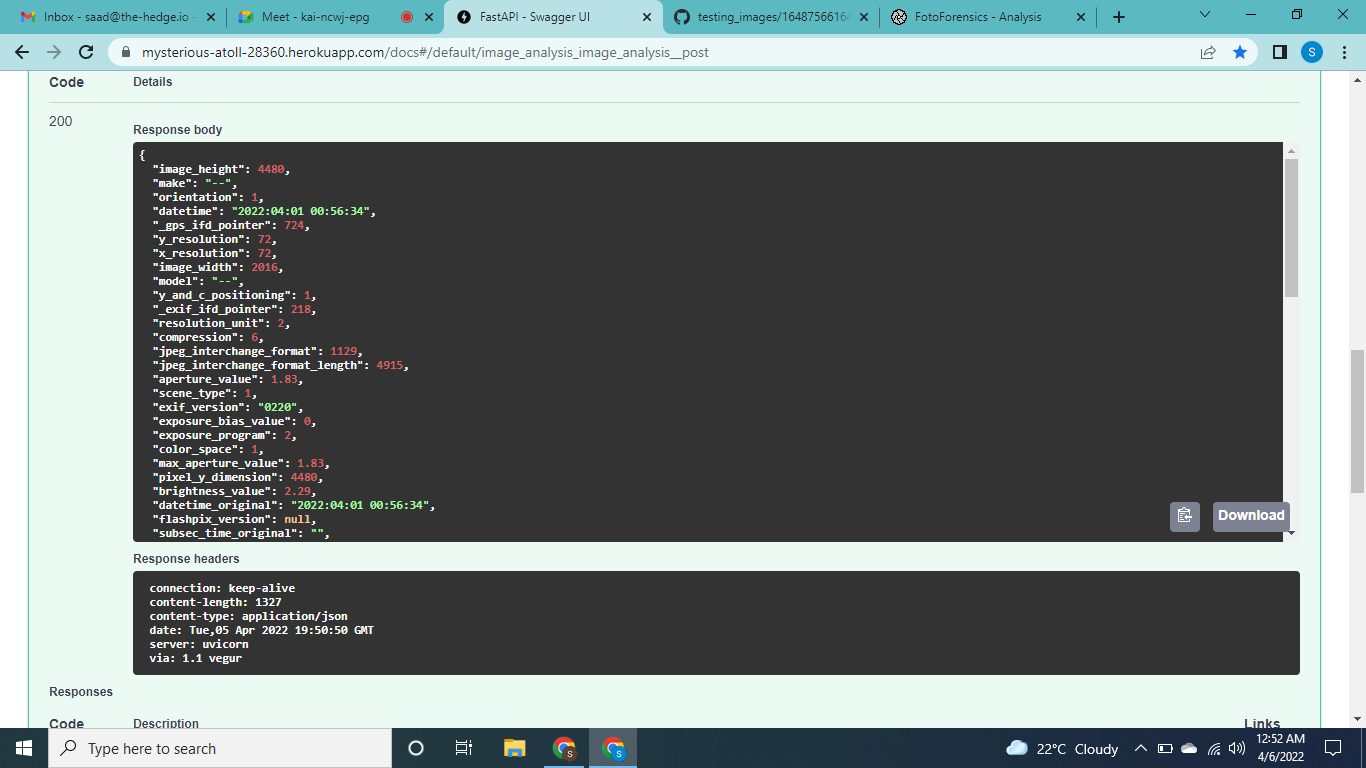 Inbox - saad@the-hedge.io -
Meet - kai-ncwj-epg
FastAPI - Swagger UI
testing_images/1648756616
FotoForensics - Analysis
mysterious-atoll-28360.herokuapp.com/docs#/default/image_analysis_image_analysis__post
S
Code Details
200
Response body
{
"image_height": 4480,
"make": "--",
"orientation": 1,
"datetime": "2022:04:01 00:56:34",
"_gps_ifd_pointer": 724,
"y_resolution": 72,
"x_resolution": 72,
"image_width": 2016,
"model": "--",
"y_and_c_positioning": 1,
"_exif_ifd_pointer": 218,
"resolution_unit": 2,
"compression": 6,
"jpeg_interchange_format": 1129,
"jpeg_interchange_format_length": 4915,
"aperture_value": 1.83,
"scene_type": 1,
"exif_version": "0220",
"exposure_bias_value": 0,
"exposure_program": 2,
"color_space": 1,
"max_aperture_value": 1.83,
"pixel_y_dimension": 4480,
"brightness_value": 2.29,
"datetime_original": "2022:04:01 00:56:34",
"flashpix_version": null,
"subsec_time_original": "",
Download
Response headers
connection: keep-alive
content-length: 1327
content-type: application/json
date: Tue,05 Apr 2022 19:50:50 GMT
server: uvicorn
via: 1.1 vegur
Responses
Code Description Links
Type here to search
S
S
22°C Cloudy
12:52 AM
4/6/2022